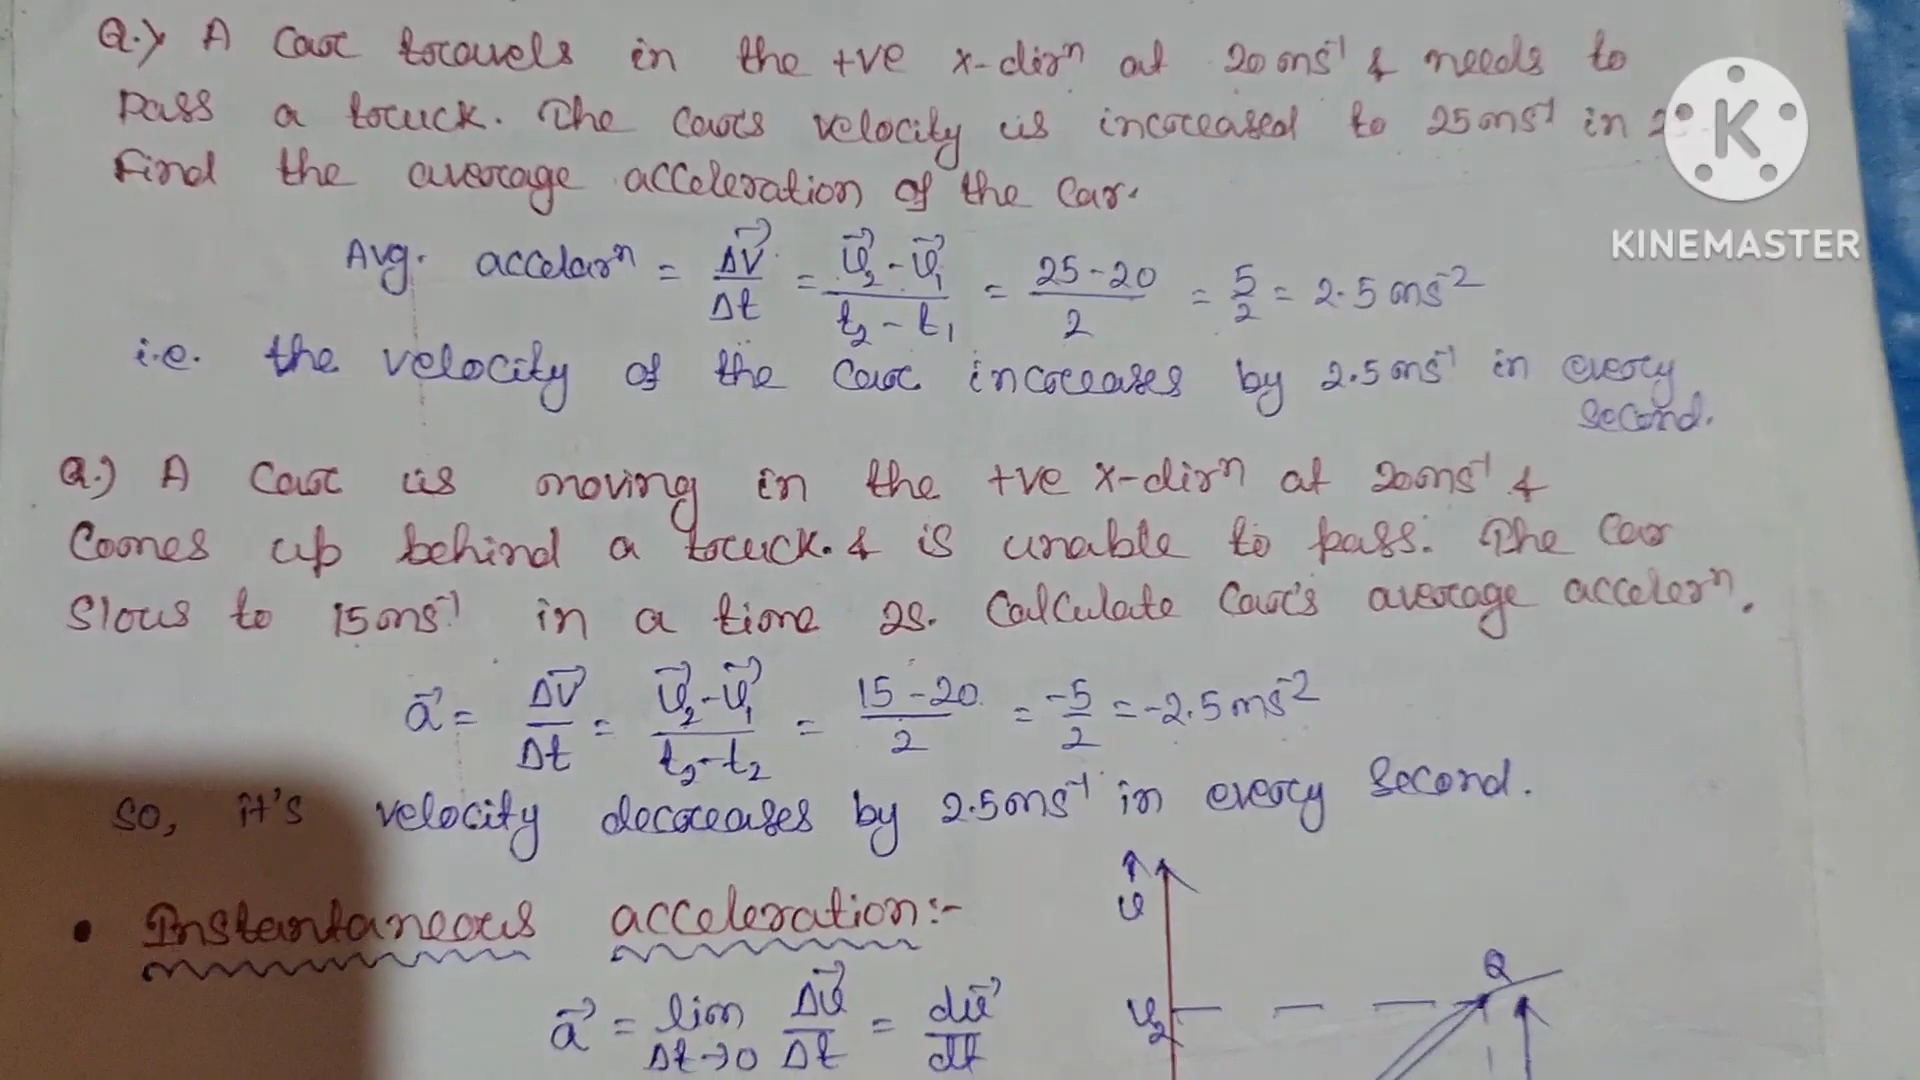 Q.) A car travels in the +ve x-dirⁿ at 20 ms⁻¹ & needs to
pass a truck. The car's velocity is increased to 25 ms⁻¹ in 2
Find the average acceleration of the car.
K
KINEMASTER
Avg. accelarⁿ = Δv⃗/Δt = (v⃗₂ - v⃗₁)/(t₂ - t₁) = (25 - 20)/2 = 5/2 = 2.5 ms⁻²
i.e. the velocity of the car increases by 2.5 ms⁻¹ in every
second.
Q.) A car is moving in the +ve x-dirⁿ at 20 ms⁻¹ &
comes up behind a truck. & is unable to pass. The car
slows to 15 ms⁻¹ in a time 2s. Calculate car's average accelerⁿ.
a⃗ = Δv⃗/Δt = (v⃗₂ - v⃗₁)/(t₂ - t₂) = (15 - 20)/2 = -5/2 = -2.5 ms⁻²
So, it's velocity decreases by 2.5 ms⁻¹ in every second.
• Instantaneous acceleration:-
a⃗ = lim Δt→0 Δv⃗/Δt = dv⃗/dt
↑
v
Q
v₂